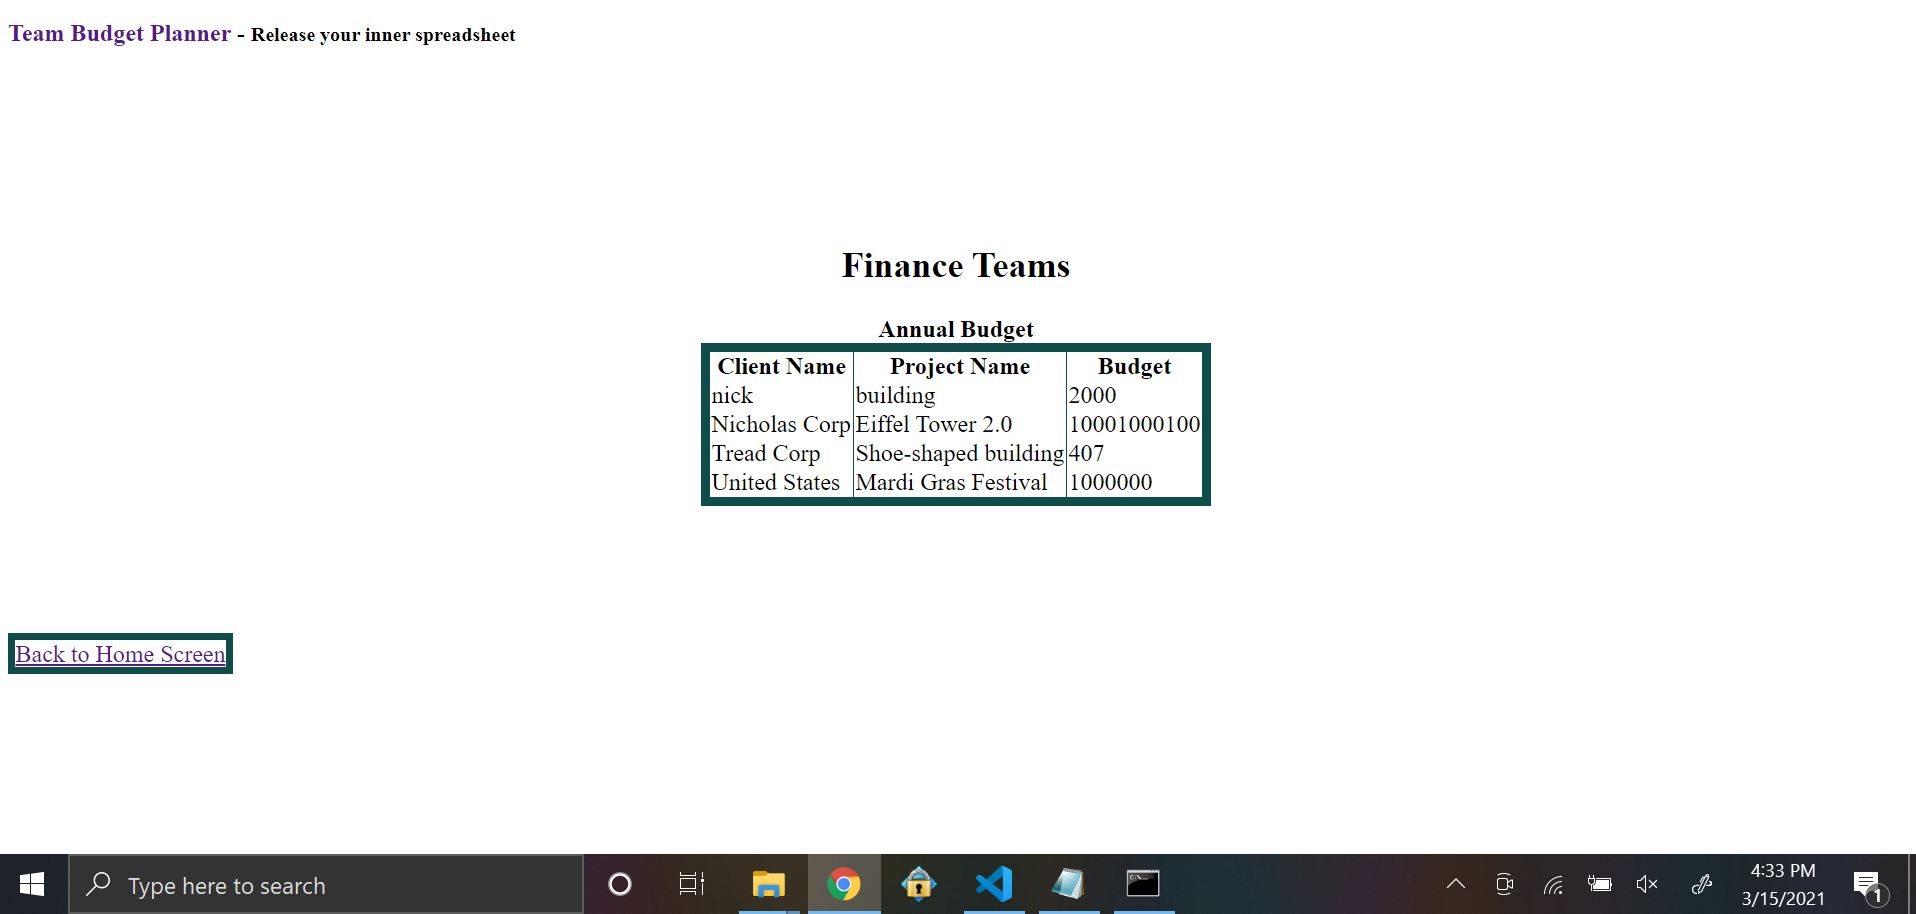 Team Budget Planner - Release your inner spreadsheet
Finance Teams
Annual Budget
Client Name Project Name Budget
nick building 2000
Nicholas Corp Eiffel Tower 2.0 10001000100
Tread Corp Shoe-shaped building 407
United States Mardi Gras Festival 1000000
Back to Home Screen
Type here to search
4:33 PM
3/15/2021
1